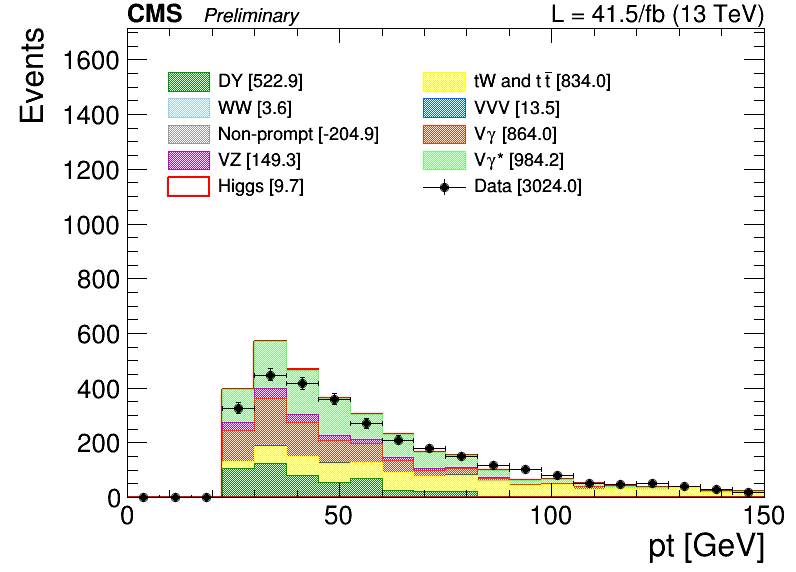 CMS Preliminary L = 41.5/fb (13 TeV)
Events
1600
1400
1200
1000
800
600
400
200
0
DY [522.9]
WW [3.6]
Non-prompt [-204.9]
VZ [149.3]
Higgs [9.7]
tW and tt̄ [834.0]
VVV [13.5]
Vγ [864.0]
Vγ* [984.2]
Data [3024.0]
0 50 100 150
pt [GeV]